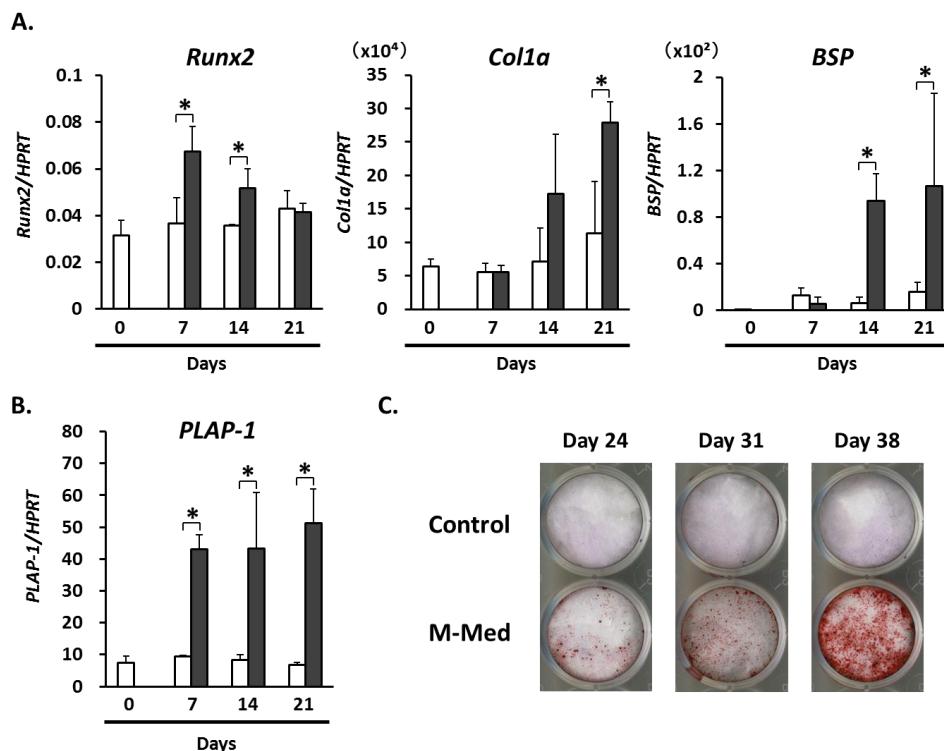 A.
Runx2
Runx2/HPRT
0.1
0.08
0.06
0.04
0.02
0
*
*
0 7 14 21
Days
（x10⁴）
Col1a
Col1a/HPRT
35
30
25
20
15
10
5
0
*
0 7 14 21
Days
（x10²）
BSP
BSP/HPRT
2
1.6
1.2
0.8
0.4
0
*
*
0 7 14 21
Days
B.
PLAP-1
PLAP-1/HPRT
80
70
60
50
40
30
20
10
0
*
*
*
0 7 14 21
Days
C.
Day 24 Day 31 Day 38
Control
M-Med